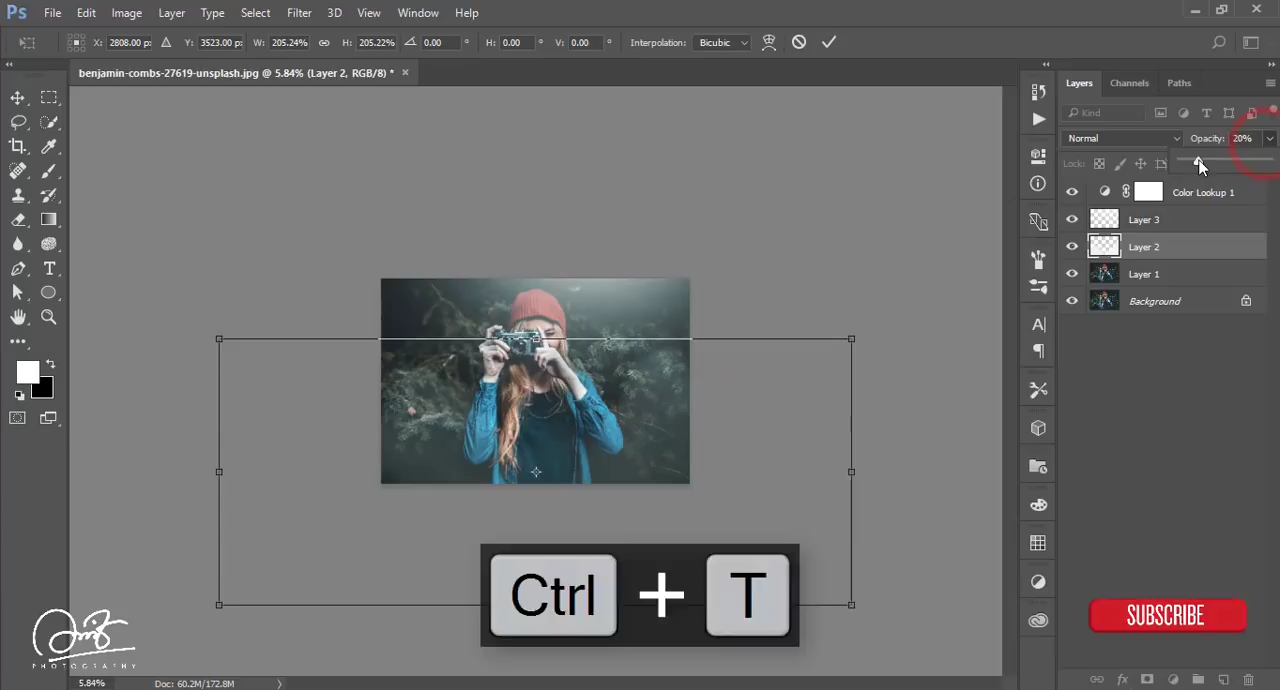 Ps File Edit Image Layer Type Select Filter 3D View Window Help
X: 2808.00 px Y: 3523.00 px W: 205.24% H: 205.22% 0.00 ° H: 0.00 ° V: 0.00 ° Interpolation: Bicubic
benjamin-combs-27619-unsplash.jpg @ 5.84% (Layer 2, RGB/8) * ×
Layers Channels Paths
Kind
Normal Opacity: 20%
Lock:
Color Lookup 1
Layer 3
Layer 2
Layer 1
Background
Ctrl + T
SUBSCRIBE
PHOTOGRAPHY
5.84% Doc: 60.2M/172.8M